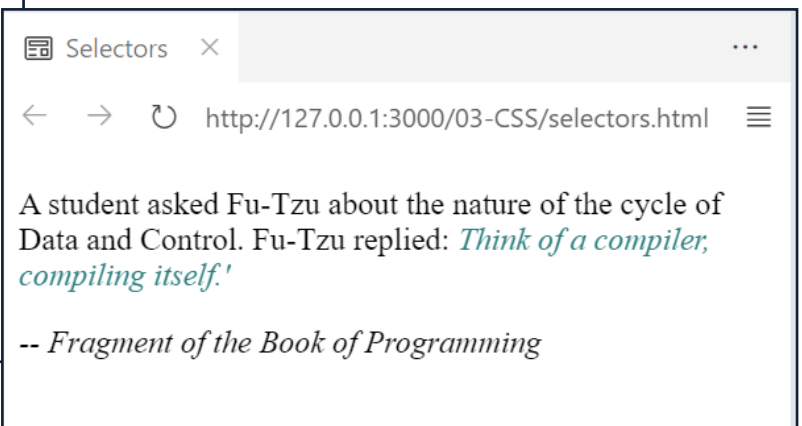 Selectors
http://127.0.0.1:3000/03-CSS/selectors.html
A student asked Fu-Tzu about the nature of the cycle of
Data and Control. Fu-Tzu replied: Think of a compiler,
compiling itself.'
-- Fragment of the Book of Programming